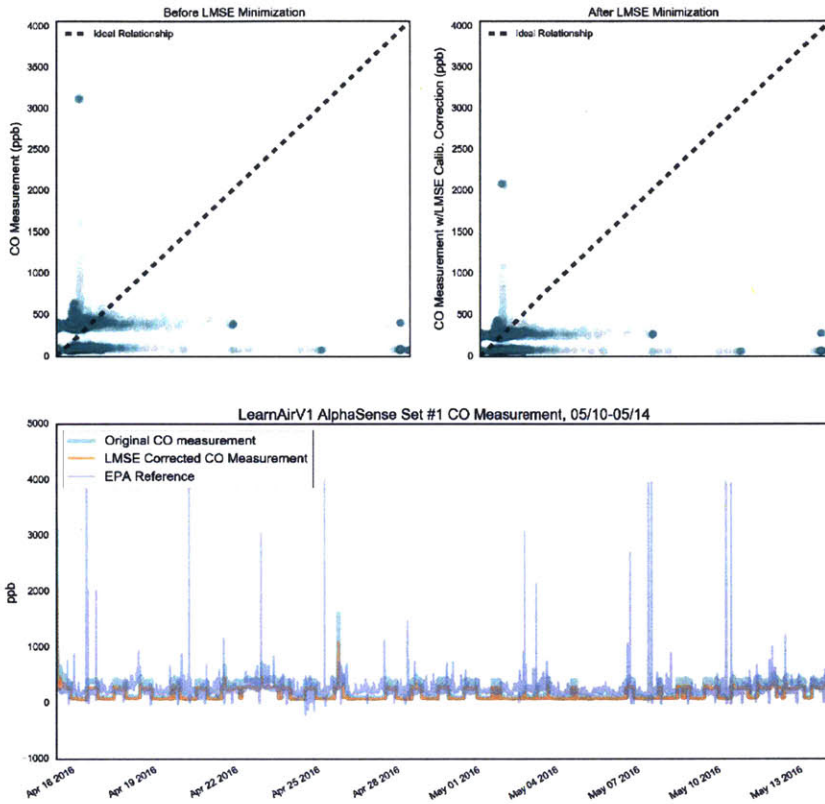 Before LMSE Minimization
After LMSE Minimization
4000
3500
3000
2500
2000
1500
1000
500
0
CO Measurement (ppb)
Ideal Relationship
4000
3500
3000
2500
2000
1500
1000
500
0
CO Measurement w/LMSE Calib. Correction (ppb)
Ideal Relationship
LearnAirV1 AlphaSense Set #1 CO Measurement, 05/10-05/14
5000
4000
3000
2000
1000
0
1000
ppb
Original CO measurement
LMSE Corrected CO Measurement
EPA Reference
Apr 16 2016
Apr 19 2016
Apr 22 2016
Apr 25 2016
Apr 28 2016
May 01 2016
May 04 2016
May 07 2016
May 10 2016
May 13 2016